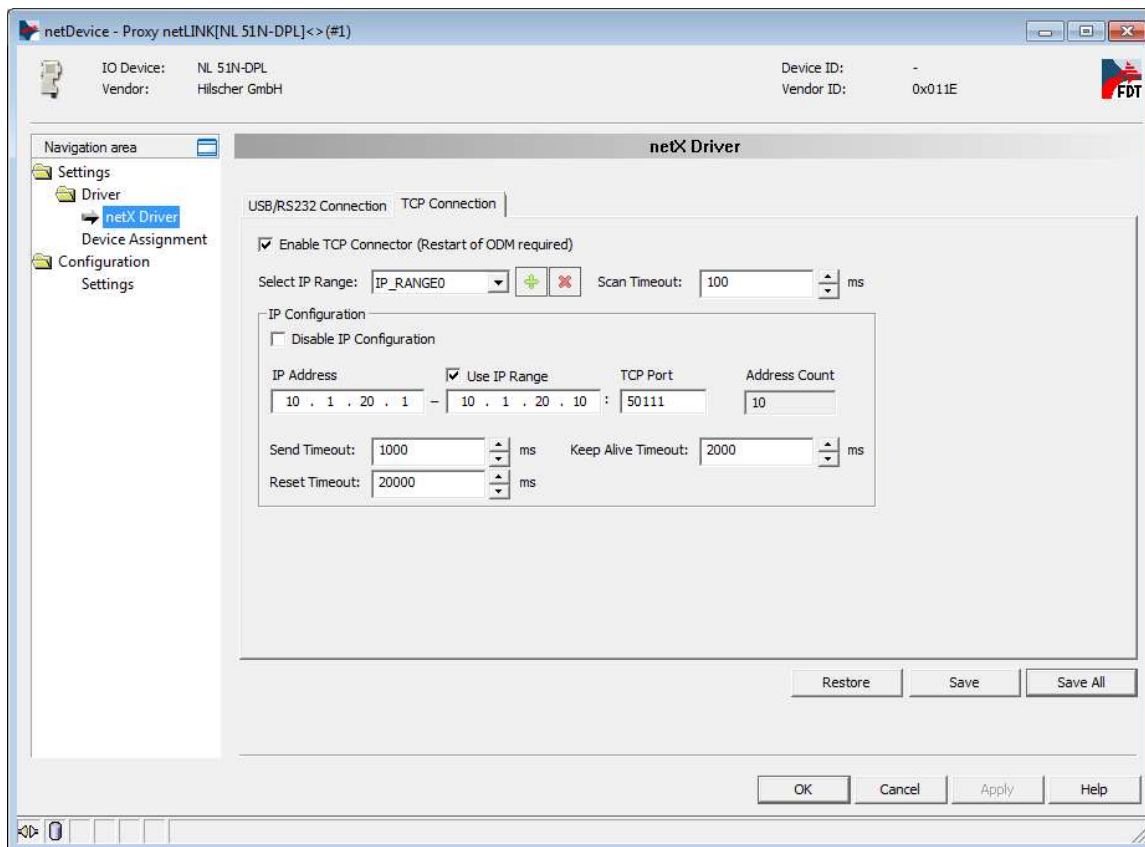 netDevice - Proxy netLINK[NL 51N-DPL]<>(#1)
IO Device: NL 51N-DPL Device ID: -
Vendor: Hilscher GmbH Vendor ID: 0x011E
FDT
Navigation area
netX Driver
Settings
Driver
netX Driver
Device Assignment
Configuration
Settings
USB/RS232 Connection TCP Connection
Enable TCP Connector (Restart of ODM required)
Select IP Range: IP_RANGE0 Scan Timeout: 100 ms
IP Configuration
Disable IP Configuration
IP Address Use IP Range TCP Port Address Count
10 . 1 . 20 . 1 – 10 . 1 . 20 . 10 : 50111 10
Send Timeout: 1000 ms Keep Alive Timeout: 2000 ms
Reset Timeout: 20000 ms
Restore Save Save All
OK Cancel Apply Help